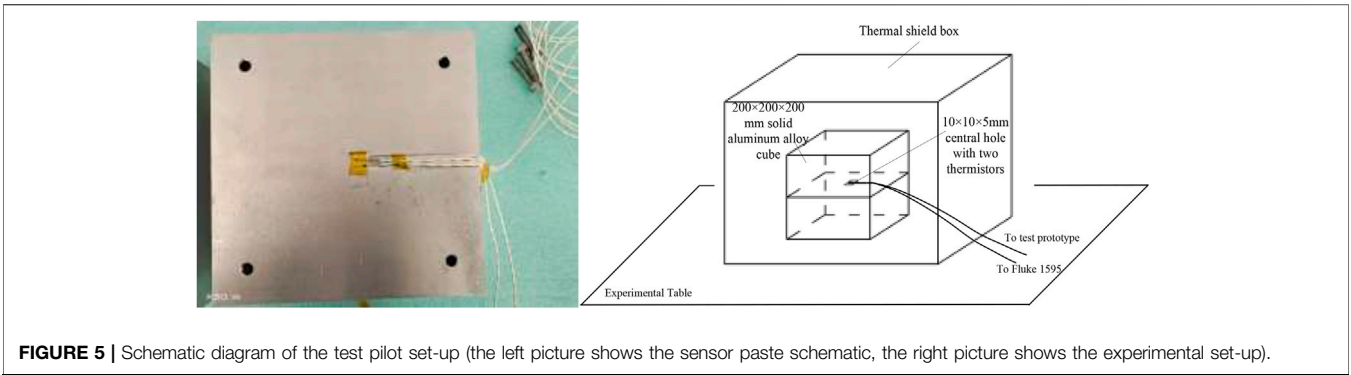 Thermal shield box
200×200×200
mm solid
aluminum alloy
cube
10×10×5mm
central hole
with two
thermistors
To test prototype
To Fluke 1595
Experimental Table
FIGURE 5 | Schematic diagram of the test pilot set-up (the left picture shows the sensor paste schematic, the right picture shows the experimental set-up).